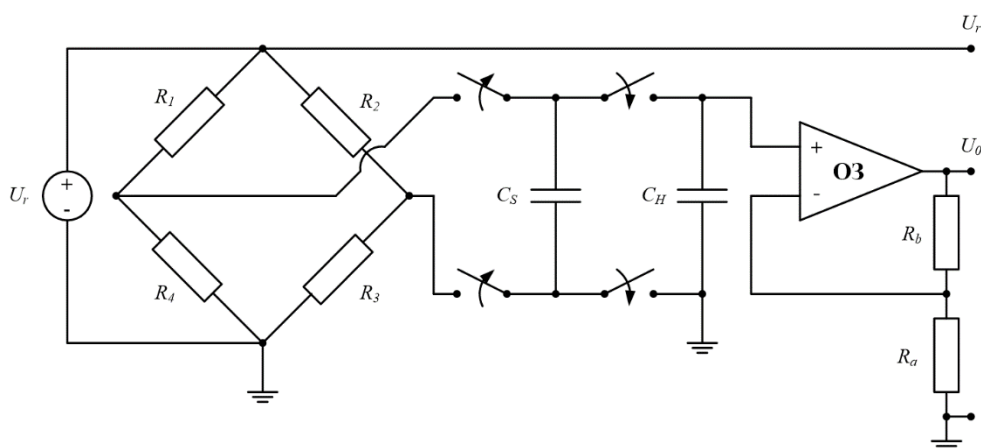 U_r
R_1
R_2
+
-
U_r
R_4
R_3
C_S
C_H
+
-
ОЗ
U_0
R_b
R_a